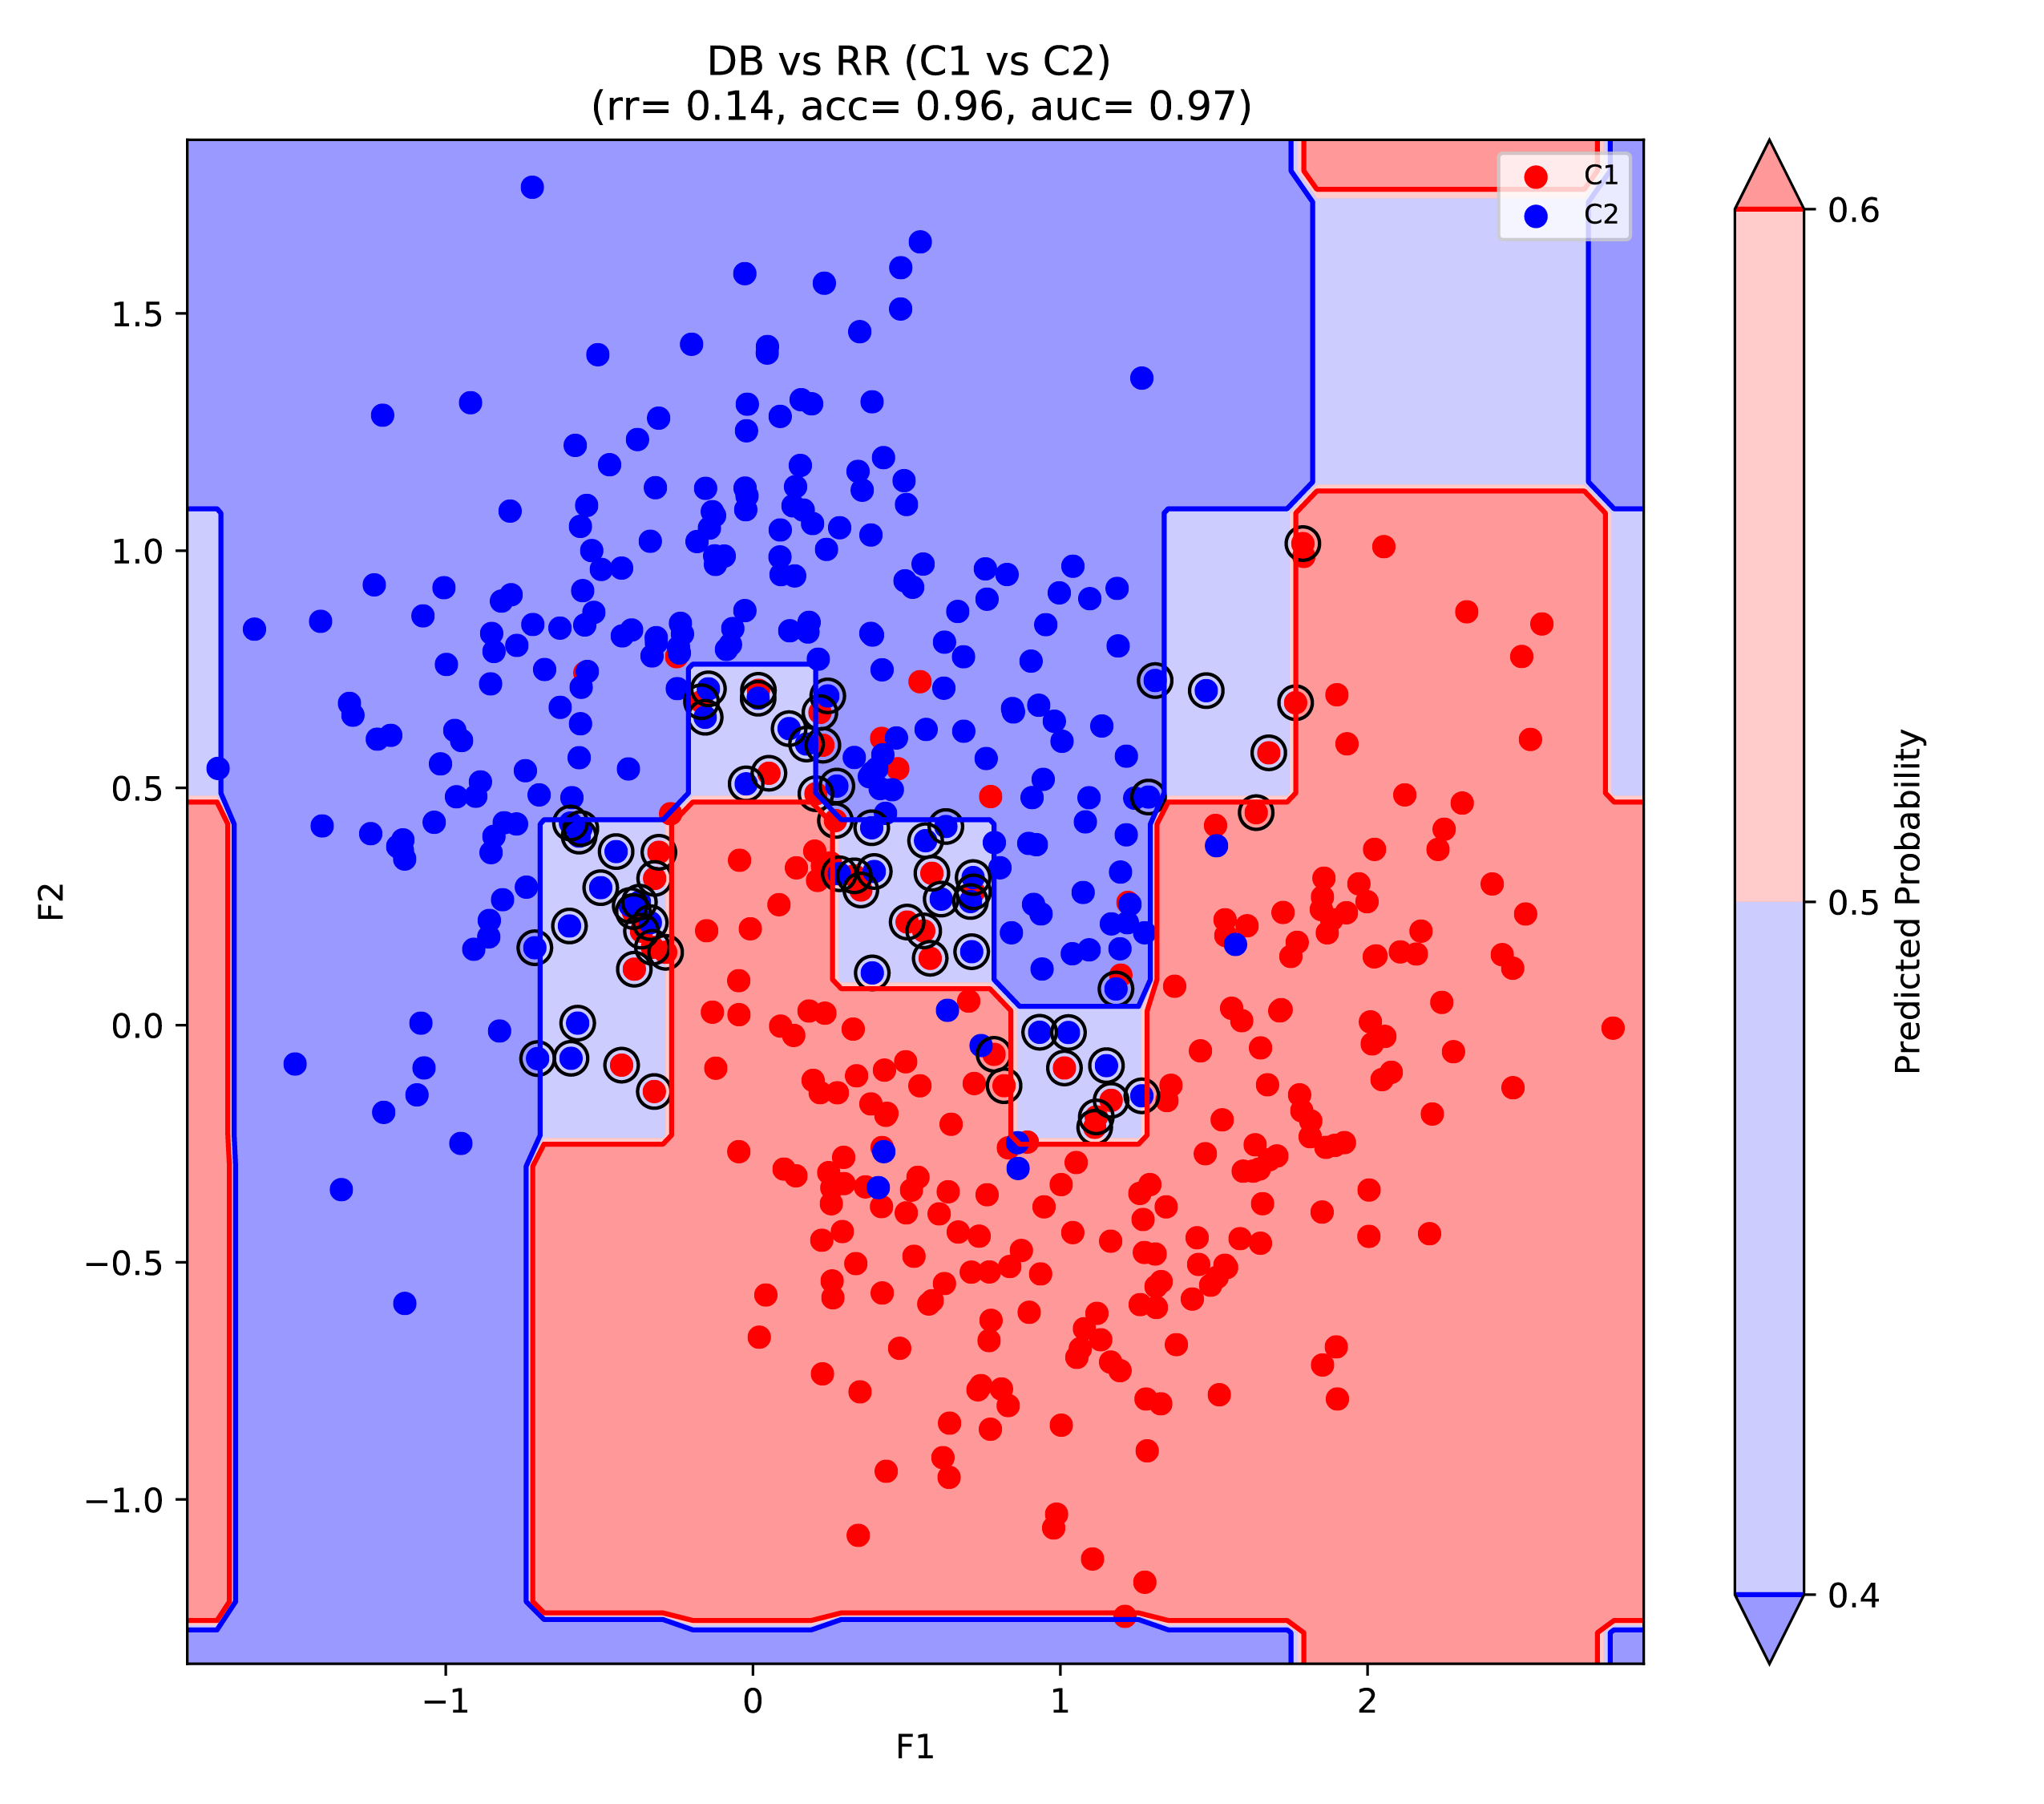 DB vs RR (C1 vs C2)
(rr= 0.14, acc= 0.96, auc= 0.97)
C1
C2
1.5
1.0
0.5
0.0
−0.5
−1.0
F2
−1
0
1
2
F1
0.6
0.5
0.4
Predicted Probability